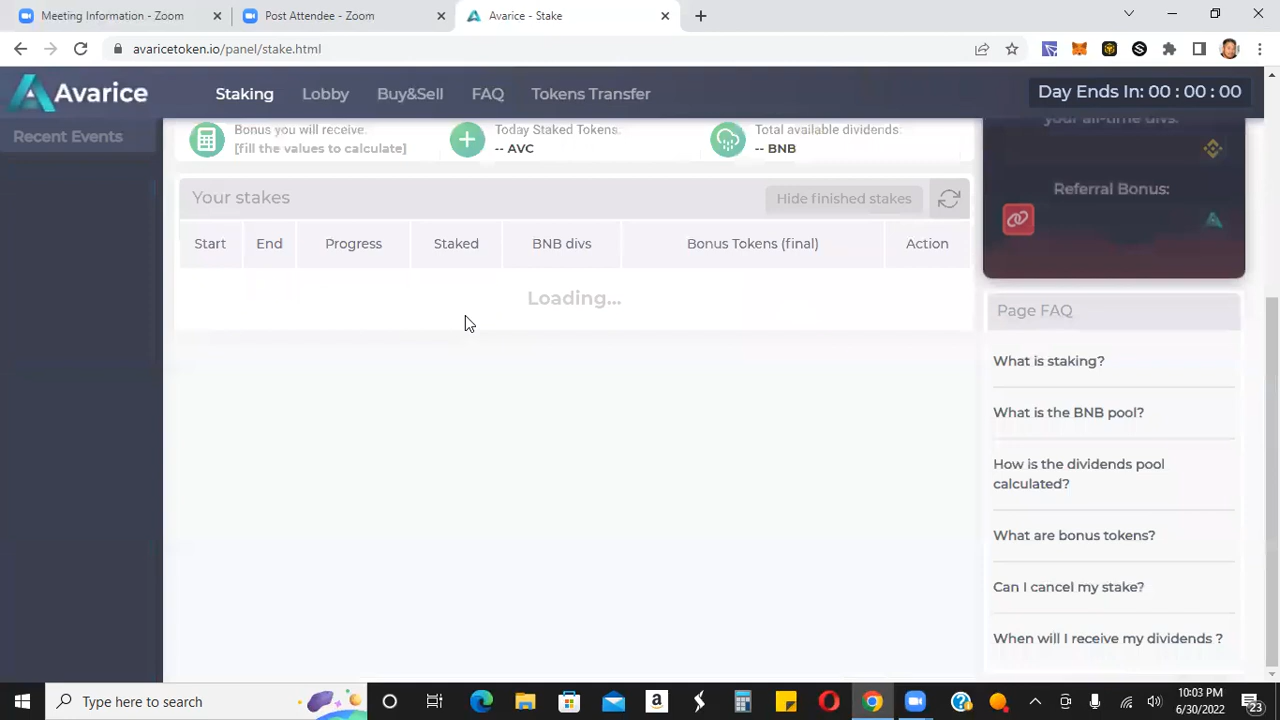 Meeting Information - Zoom
Post Attendee - Zoom
Avarice - Stake
avaricetoken.io/panel/stake.html
Avarice
Staking
Lobby
Buy&Sell
FAQ
Tokens Transfer
Day Ends In: 00 : 00 : 00
Recent Events
Bonus you will receive:
[fill the values to calculate]
Today Staked Tokens:
-- AVC
Total available dividends:
-- BNB
your all-time divs:
Referral Bonus:
Your stakes
Hide finished stakes
Start
End
Progress
Staked
BNB divs
Bonus Tokens (final)
Action
Loading...
Page FAQ
What is staking?
What is the BNB pool?
How is the dividends pool
calculated?
What are bonus tokens?
Can I cancel my stake?
When will I receive my dividends ?
Type here to search
10:03 PM
6/30/2022
23